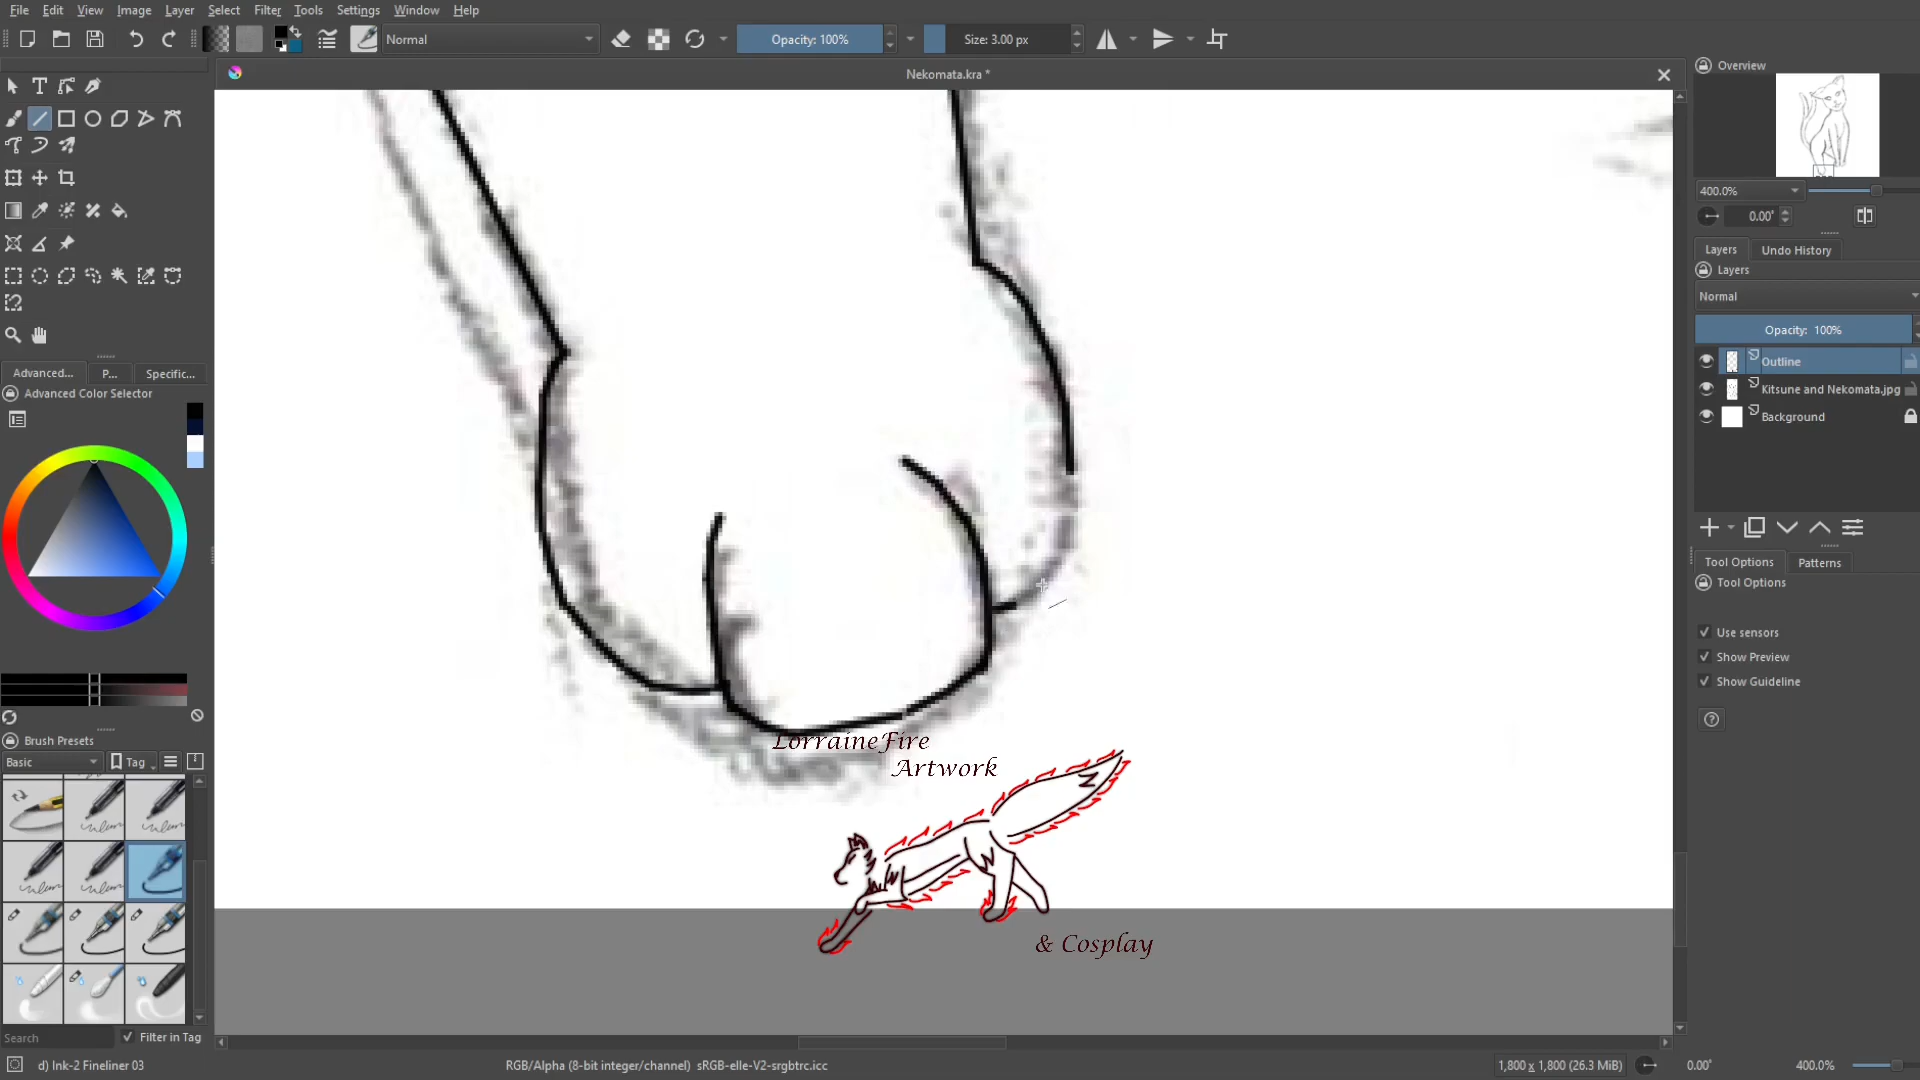 File Edit View Image Layer Select Filter Tools Settings Window Help
Normal
Opacity: 100%
Size: 3.00 px
Nekomata.kra *
Overview
400.0%
0.00°
Layers
Undo History
Layers
Normal
Opacity: 100%
Outline
Kitsune and Nekomata.jpg
Background
Tool Options
Patterns
Tool Options
Use sensors
Show Preview
Show Guideline
Advanced...
P...
Specific...
Advanced Color Selector
Brush Presets
Basic
Tag
Search
Filter in Tag
LorraineFire
Artwork
& Cosplay
d) Ink-2 Fineliner 03
RGB/Alpha (8-bit integer/channel) sRGB-elle-V2-srgbtrc.icc
1,800 x 1,800 (26.3 MiB)
0.00°
400.0%